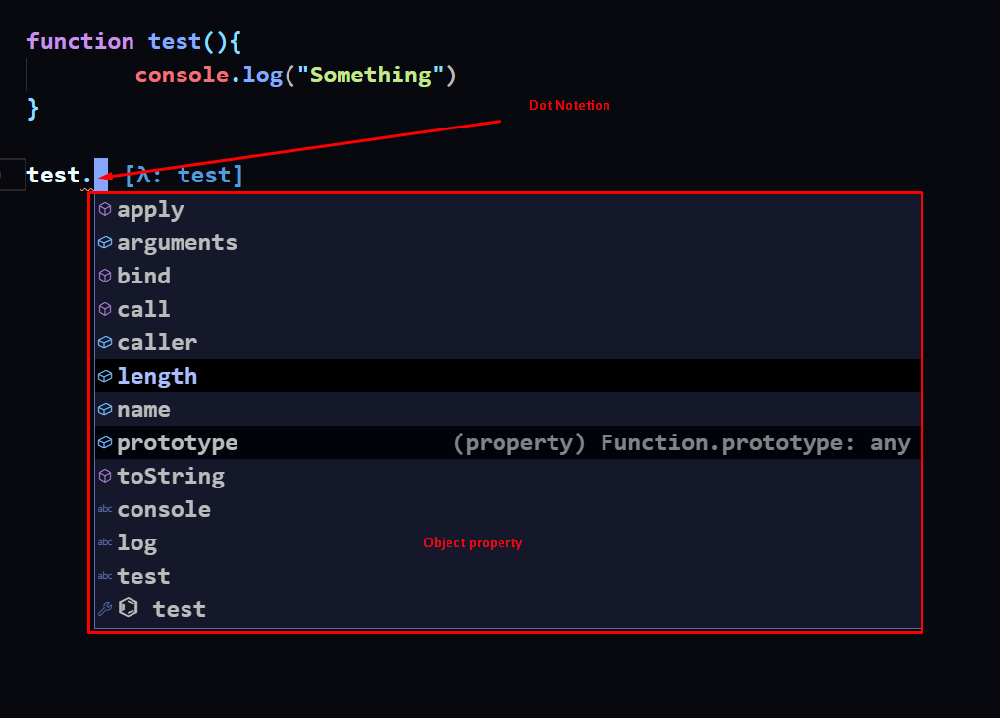 function test(){
console.log("Something")
}
Dot Notetion
test. [λ: test]
apply
arguments
bind
call
caller
length
name
prototype (property) Function.prototype: any
toString
abc console
abc log
Object property
abc test
test